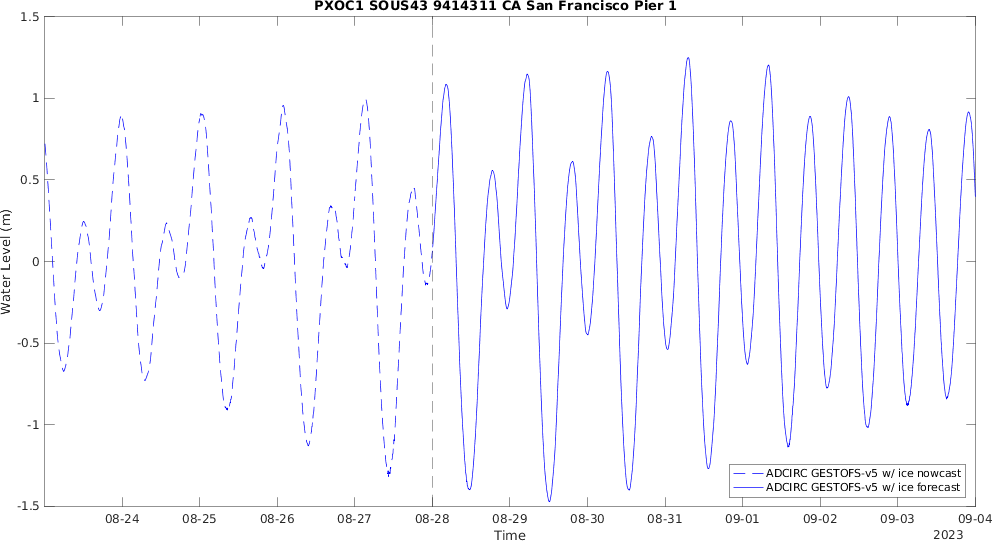 PXOC1 SOUS43 9414311 CA San Francisco Pier 1
1.5
1
0.5
0
-0.5
-1
-1.5
Water Level (m)
08-24 08-25 08-26 08-27 08-28 08-29 08-30 08-31 09-01 09-02 09-03 09-04
Time
2023
ADCIRC GESTOFS-v5 w/ ice nowcast
ADCIRC GESTOFS-v5 w/ ice forecast